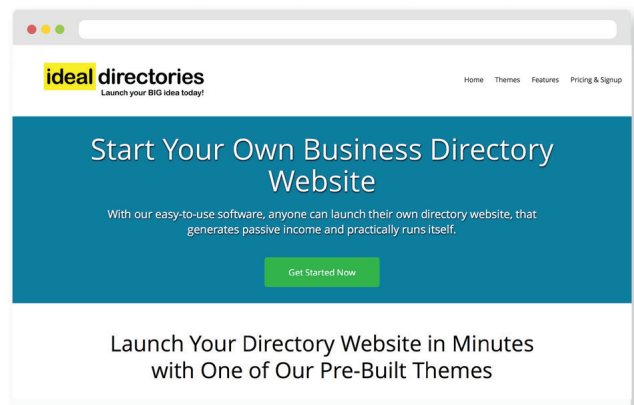 ideal directories
Launch your BIG idea today!
Home Themes Features Pricing & Signup
Start Your Own Business Directory
Website
With our easy-to-use software, anyone can launch their own directory website, that
generates passive income and practically runs itself.
Get Started Now
Launch Your Directory Website in Minutes
with One of Our Pre-Built Themes